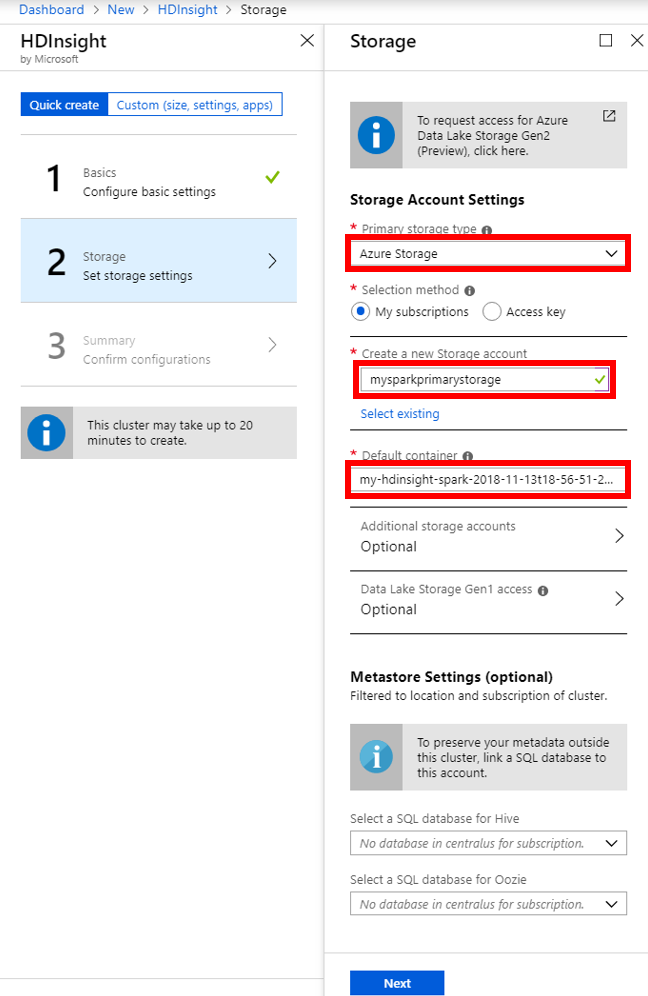 Dashboard > New > HDInsight > Storage
HDInsight
by Microsoft
Quick create
Custom (size, settings, apps)
1
Basics
Configure basic settings
2
Storage
Set storage settings
3
Summary
Confirm configurations
This cluster may take up to 20
minutes to create.
Storage
To request access for Azure
Data Lake Storage Gen2
(Preview), click here.
Storage Account Settings
* Primary storage type
Azure Storage
* Selection method
My subscriptions
Access key
* Create a new Storage account
mysparkprimarystorage
Select existing
* Default container
my-hdinsight-spark-2018-11-13t18-56-51-2...
Additional storage accounts
Optional
Data Lake Storage Gen1 access
Optional
Metastore Settings (optional)
Filtered to location and subscription of cluster.
To preserve your metadata outside
this cluster, link a SQL database to
this account.
Select a SQL database for Hive
No database in centralus for subscription.
Select a SQL database for Oozie
No database in centralus for subscription.
Next